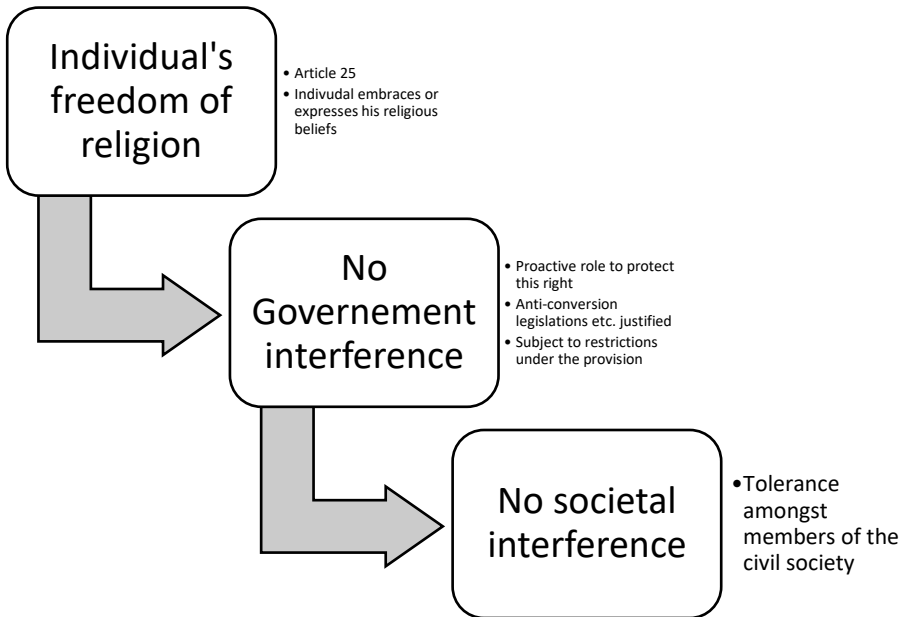 Individual's
freedom of
religion
• Article 25
• Indivudal embraces or
expresses his religious
beliefs
No
Governement
interference
• Proactive role to protect
this right
• Anti-conversion
legislations etc. justified
• Subject to restrictions
under the provision
No societal
interference
•Tolerance
amongst
members of the
civil society